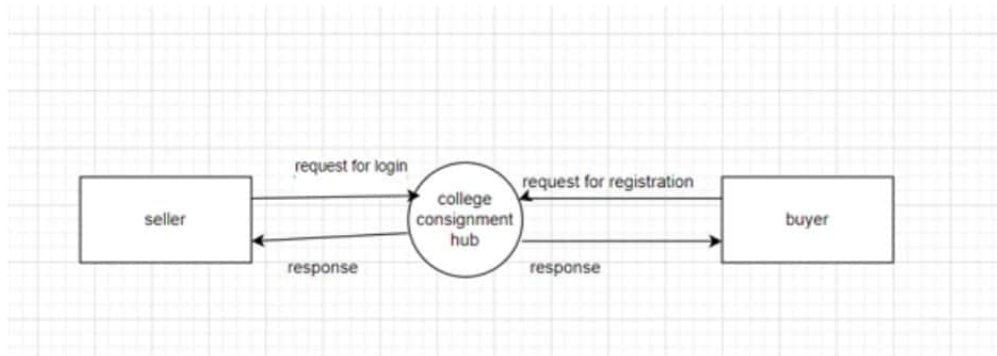 request for login
request for registration
seller
college
consignment
hub
buyer
response
response